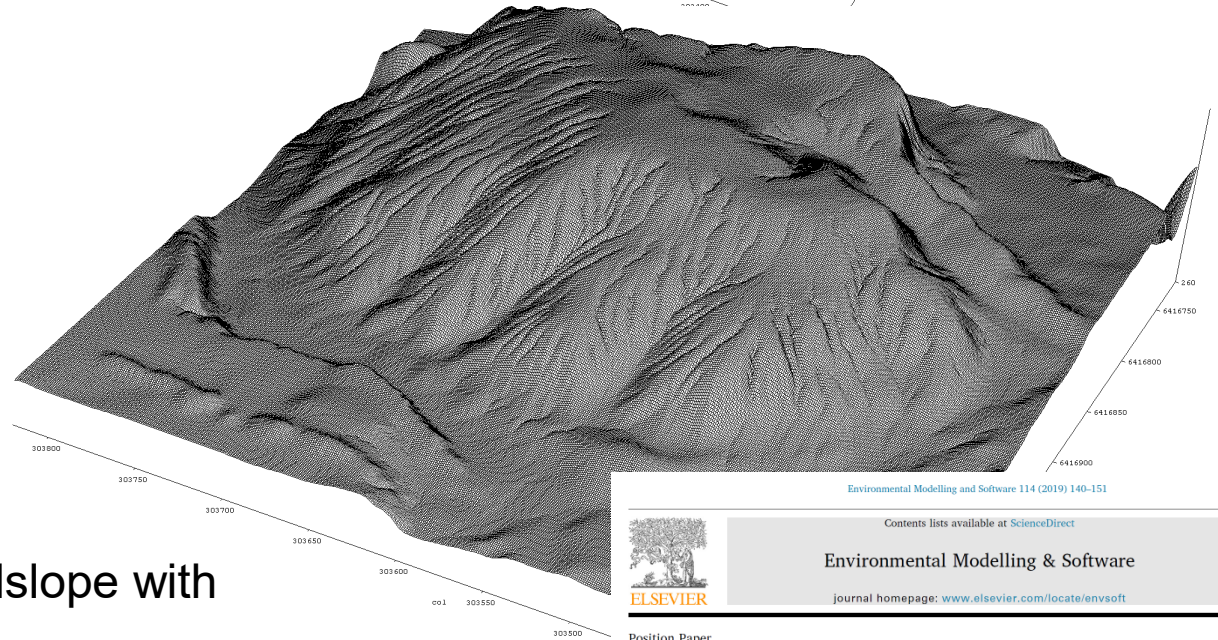 260
6416750
6416800
6416850
6416900
303800
303750
303700
303650
303600
col 303550
303500
slope with
Environmental Modelling and Software 114 (2019) 140–151
Contents lists available at ScienceDirect
Environmental Modelling & Software
journal homepage: www.elsevier.com/locate/envsoft
ELSEVIER
Position Paper